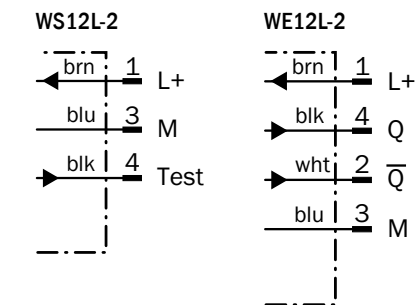 WS12L-2
brn 1 L+
blu 3 M
blk 4 Test
WE12L-2
brn 1 L+
blk 4 Q
wht 2 Q̅
blu 3 M